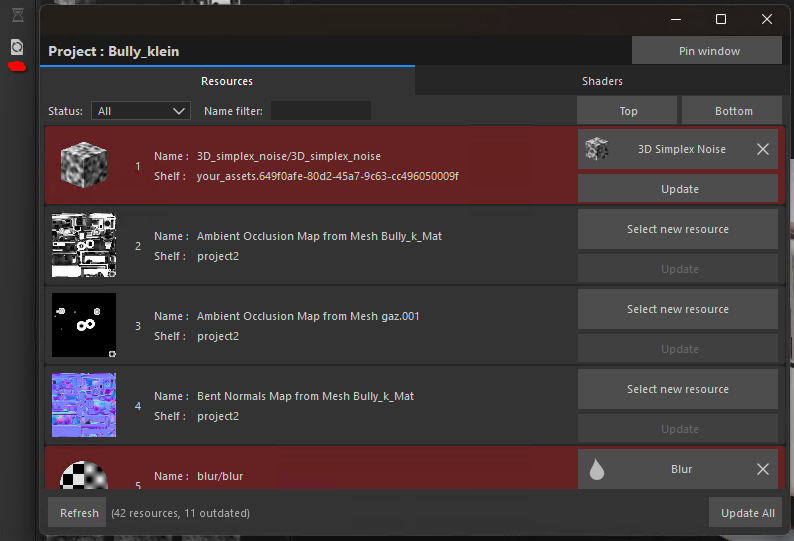 Project : Bully_klein
Pin window
Resources
Shaders
Status:
All
Name filter:
Top
Bottom
1
Name : 3D_simplex_noise/3D_simplex_noise
Shelf : your_assets.649f0afe-80d2-45a7-9c63-cc496050009f
3D Simplex Noise
Update
2
Name : Ambient Occlusion Map from Mesh Bully_k_Mat
Shelf : project2
Select new resource
Update
3
Name : Ambient Occlusion Map from Mesh gaz.001
Shelf : project2
Select new resource
Update
4
Name : Bent Normals Map from Mesh Bully_k_Mat
Shelf : project2
Select new resource
Update
5
Name : blur/blur
Blur
Refresh
(42 resources, 11 outdated)
Update All